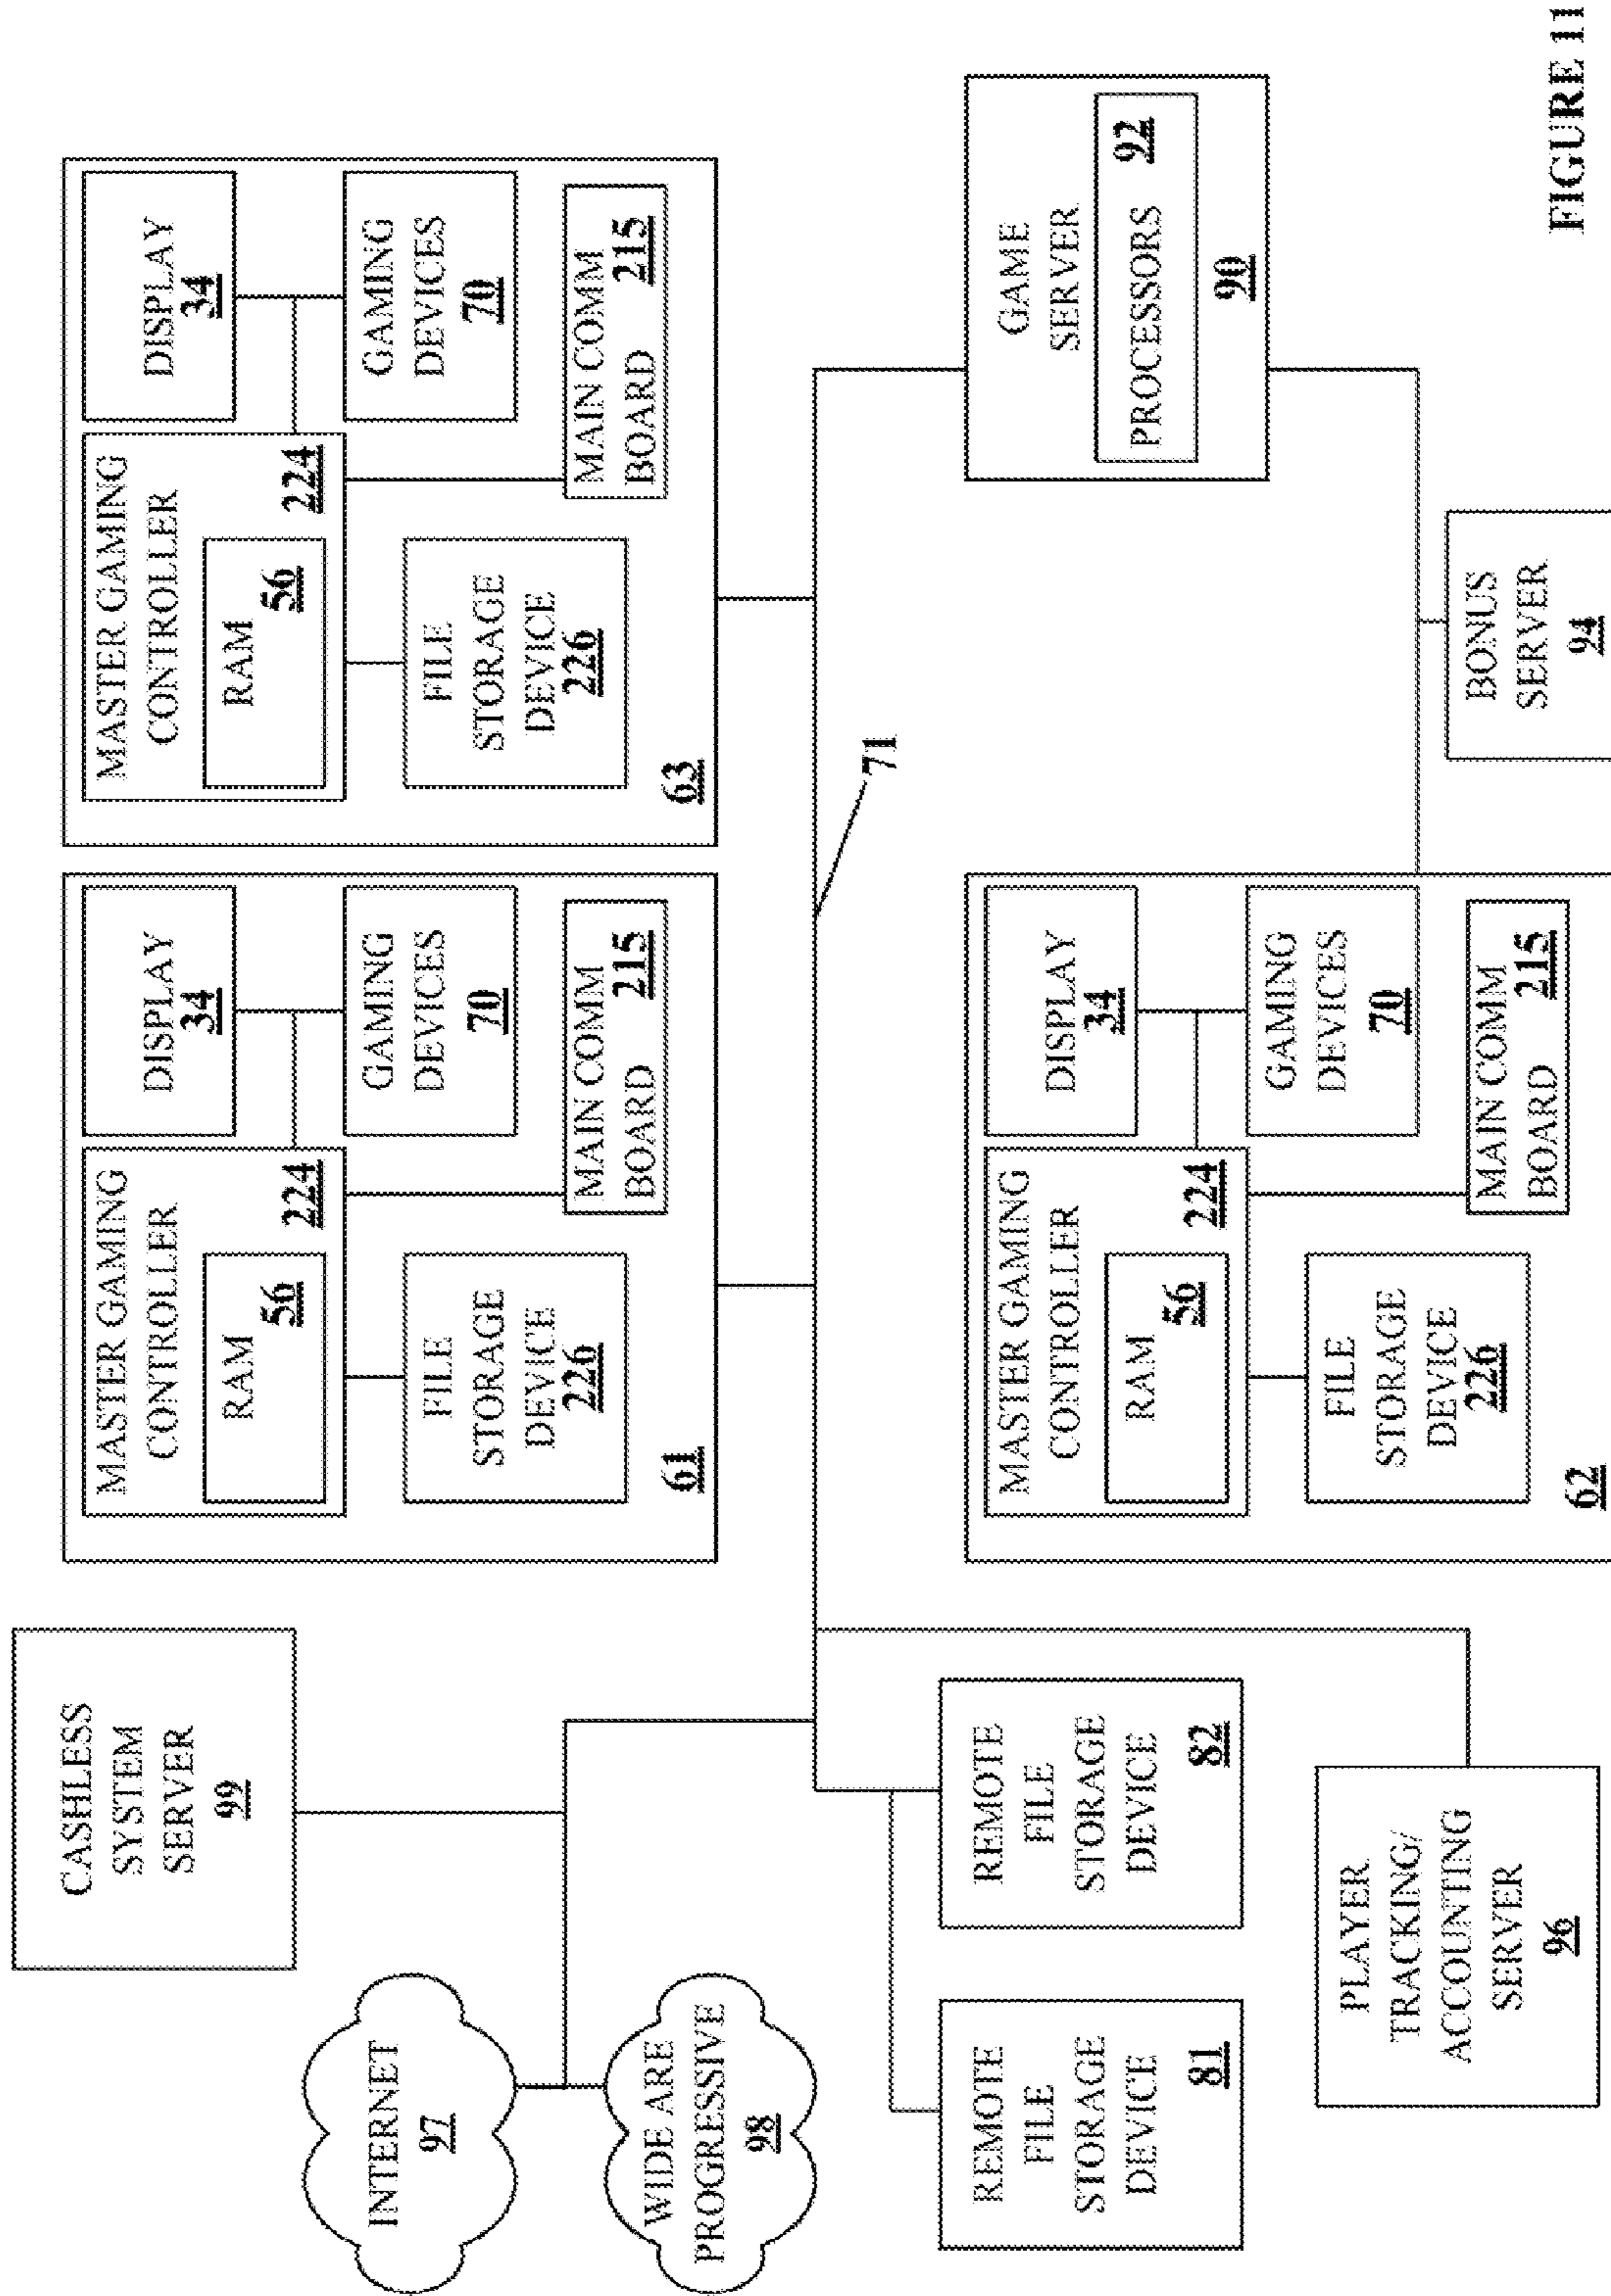 CASHLESS
SYSTEM
SERVER
99
INTERNET
97
WIDE ARE
PROGRESSIVE
98
MASTER GAMING
CONTROLLER
224
RAM
56
DISPLAY
34
GAMING
DEVICES
70
FILE
STORAGE
DEVICE
226
MAIN COMM
215
BOARD
61
MASTER GAMING
CONTROLLER
224
RAM
56
DISPLAY
34
GAMING
DEVICES
70
FILE
STORAGE
DEVICE
226
MAIN COMM
215
BOARD
63
71
REMOTE
FILE
STORAGE
DEVICE
81
REMOTE
FILE
STORAGE
DEVICE
82
PLAYER
TRACKING/
ACCOUNTING
SERVER
96
MASTER GAMING
CONTROLLER
224
RAM
56
DISPLAY
34
GAMING
DEVICES
70
FILE
STORAGE
DEVICE
226
MAIN COMM
215
BOARD
62
GAME
SERVER
PROCESSORS 92
90
BONUS
SERVER
94
FIGURE 11